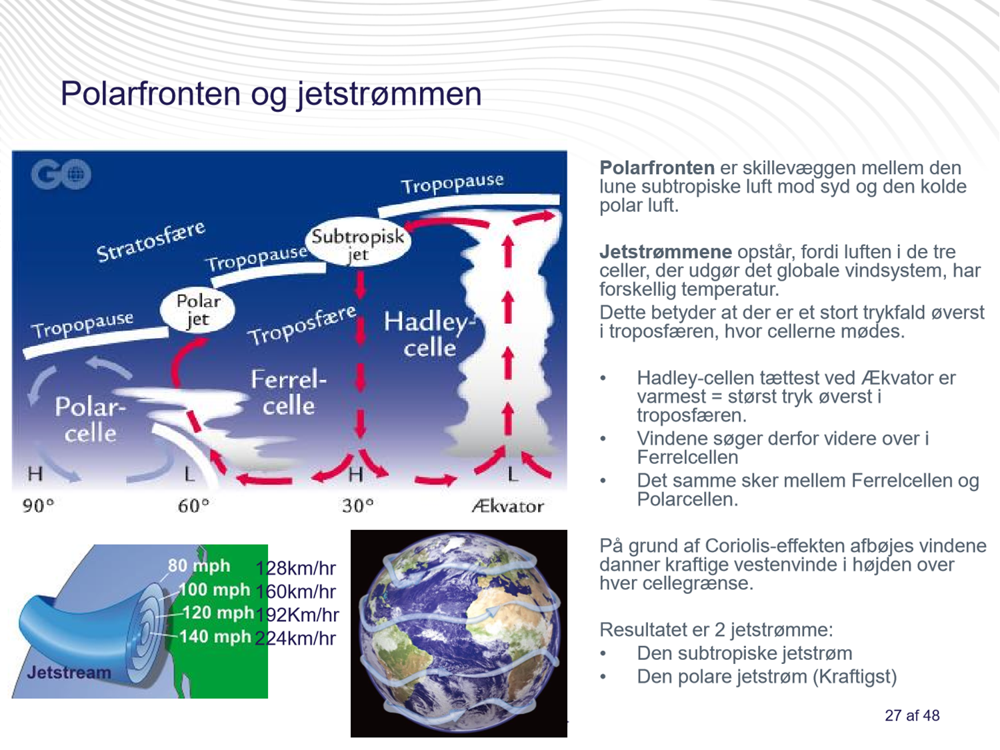 Polarfronten og jetstrømmen
GO
Tropopause
Stratosfære
Subtropisk
jet
Tropopause
Polar
jet
Tropopause
Troposfære
Hadley-
celle
Ferrel-
celle
Polar-
celle
H
L
H
L
90°
60°
30°
Ækvator
80 mph
128km/hr
100 mph
160km/hr
120 mph
192Km/hr
140 mph
224km/hr
Jetstream
Polarfronten er skillevæggen mellem den
lune subtropiske luft mod syd og den kolde
polar luft.
Jetstrømmene opstår, fordi luften i de tre
celler, der udgør det globale vindsystem, har
forskellig temperatur.
Dette betyder at der er et stort trykfald øverst
i troposfæren, hvor cellerne mødes.
• Hadley-cellen tættest ved Ækvator er
varmest = størst tryk øverst i
troposfæren.
• Vindene søger derfor videre over i
Ferrelcellen
• Det samme sker mellem Ferrelcellen og
Polarcellen.
På grund af Coriolis-effekten afbøjes vindene
danner kraftige vestenvinde i højden over
hver cellegrænse.
Resultatet er 2 jetstrømme:
• Den subtropiske jetstrøm
• Den polare jetstrøm (Kraftigst)
27 af 48